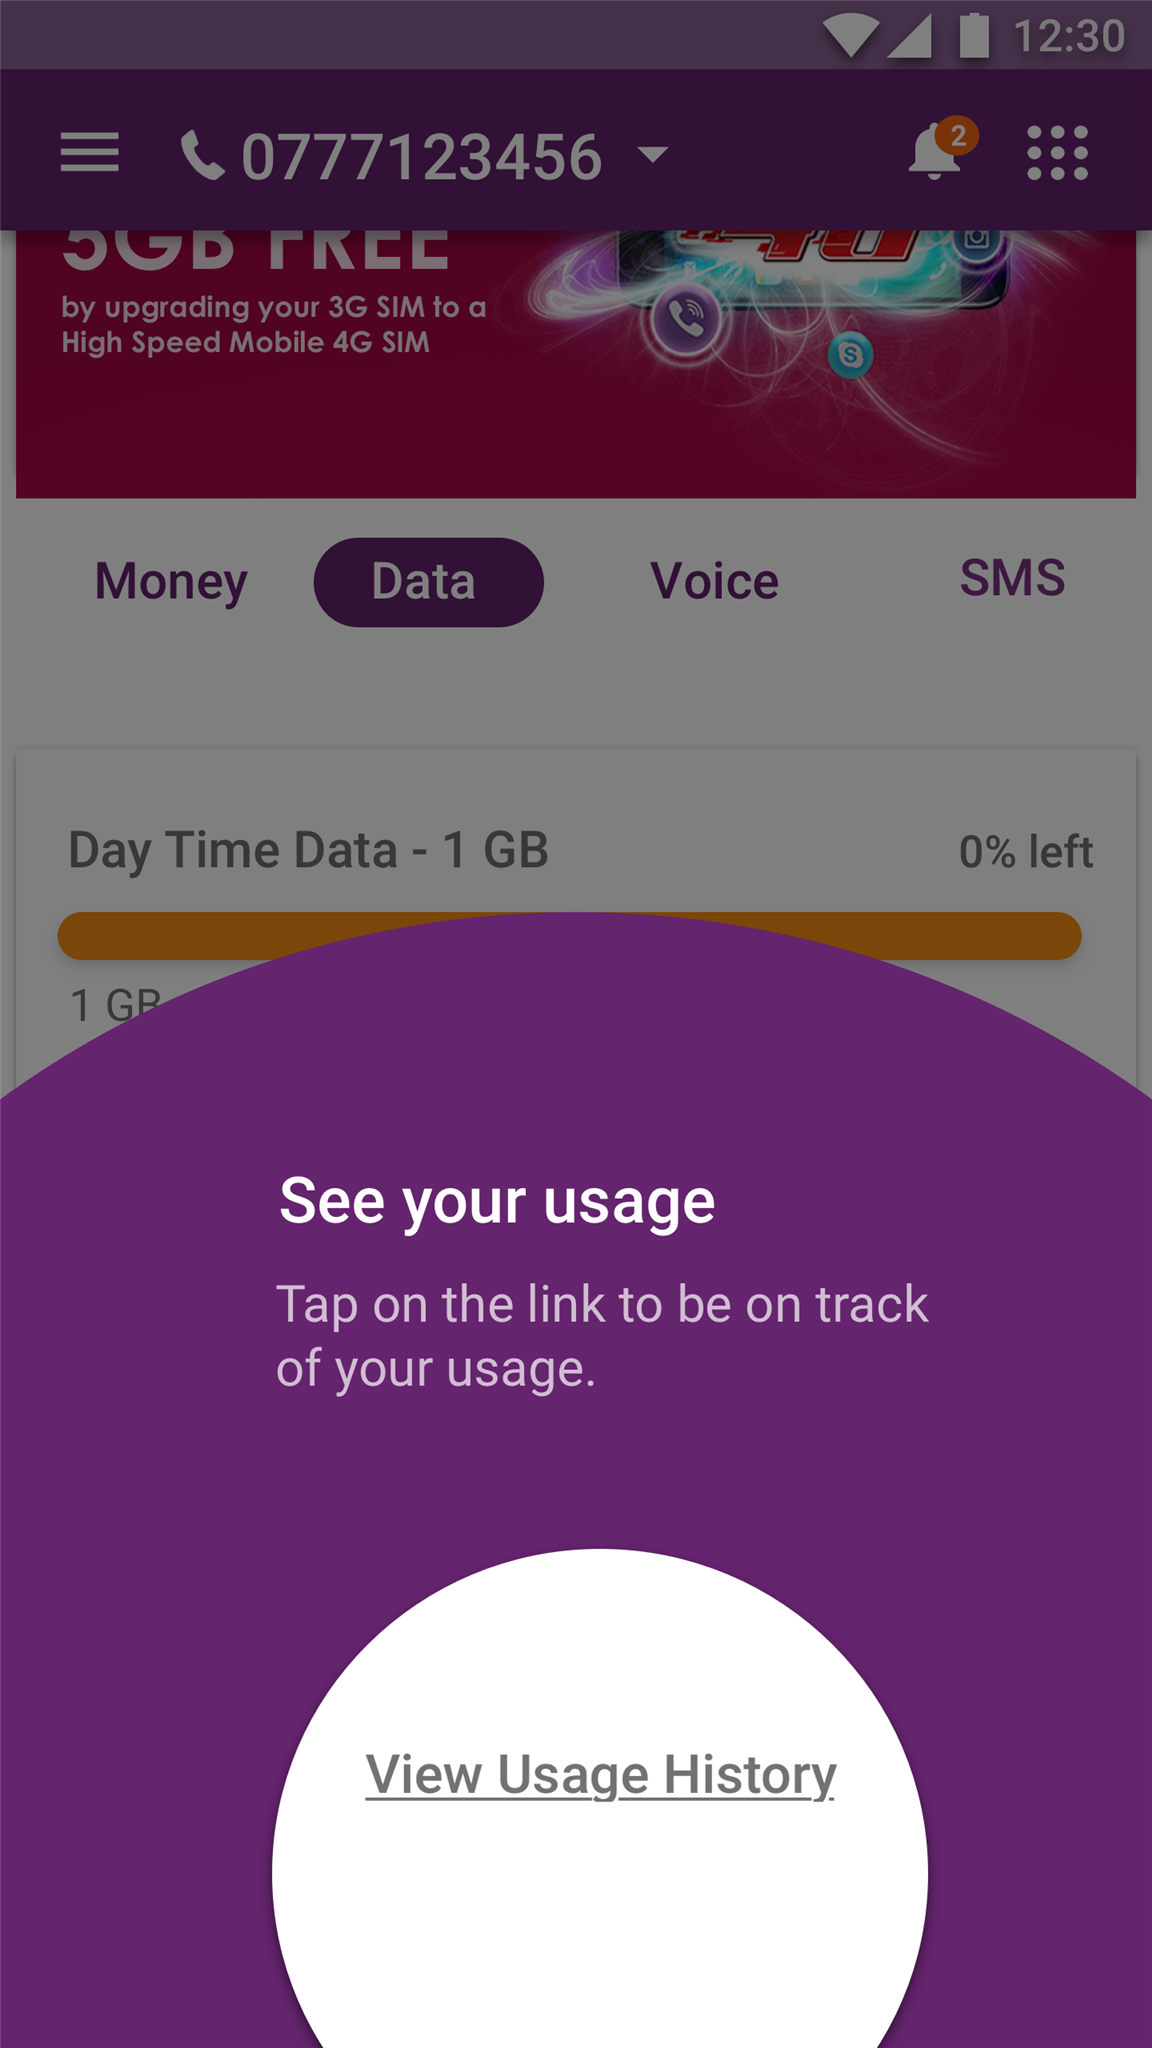 12:30
0777123456
2
5GB FREE
by upgrading your 3G SIM to a
High Speed Mobile 4G SIM
Money
Data
Voice
SMS
Day Time Data - 1 GB
0% left
1 GB
See your usage
Tap on the link to be on track
of your usage.
View Usage History